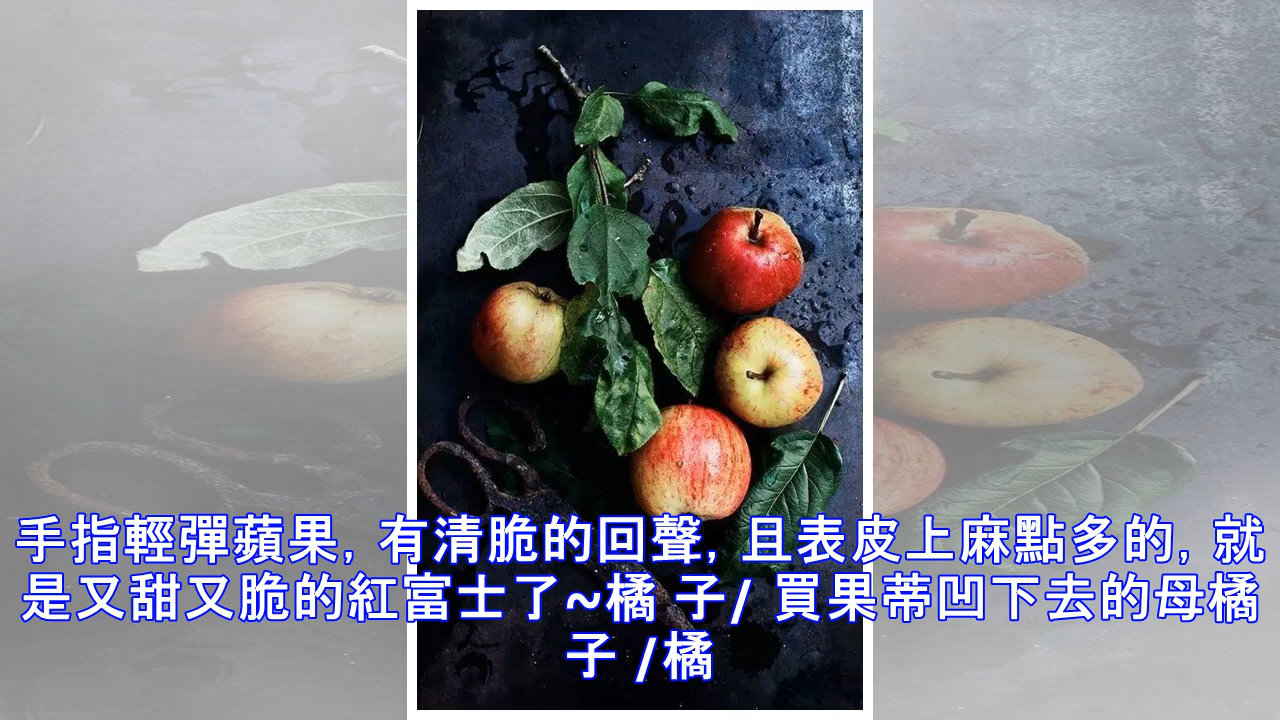 手指輕彈蘋果, 有清脆的回聲, 且表皮上麻點多的, 就
是又甜又脆的紅富士了~橘 子/ 買果蒂凹下去的母橘
子 /橘